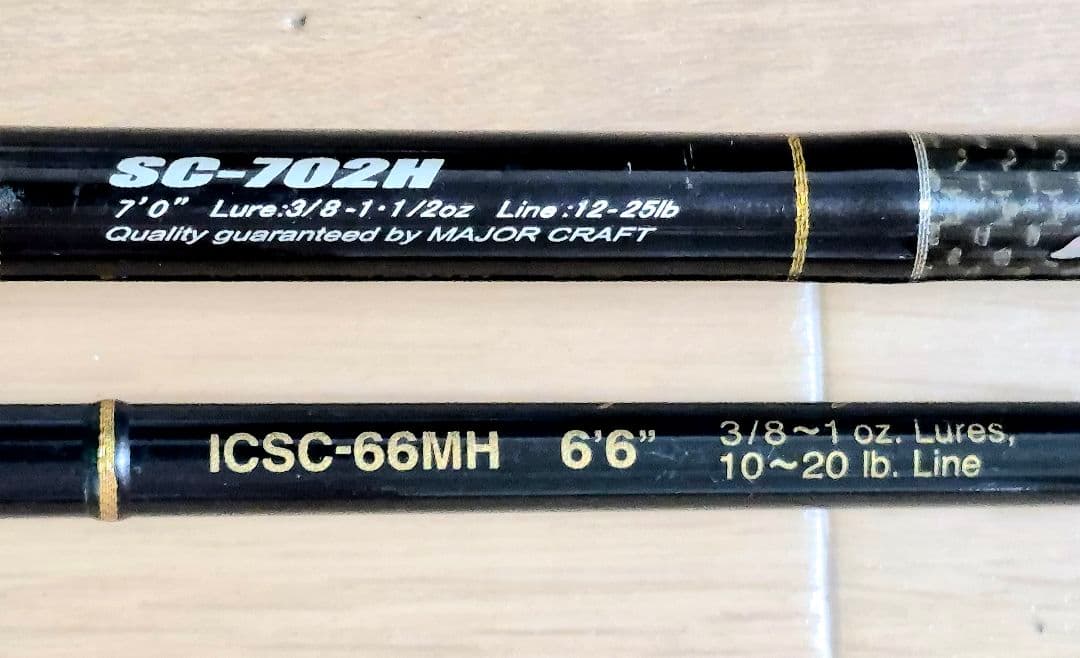 SC-702H
7'0" Lure:3/8-1・1/2oz Line:12-25lb
Quality guaranteed by MAJOR CRAFT
ICSC-66MH 6'6" 3/8~1 oz. Lures,
10~20 lb. Line